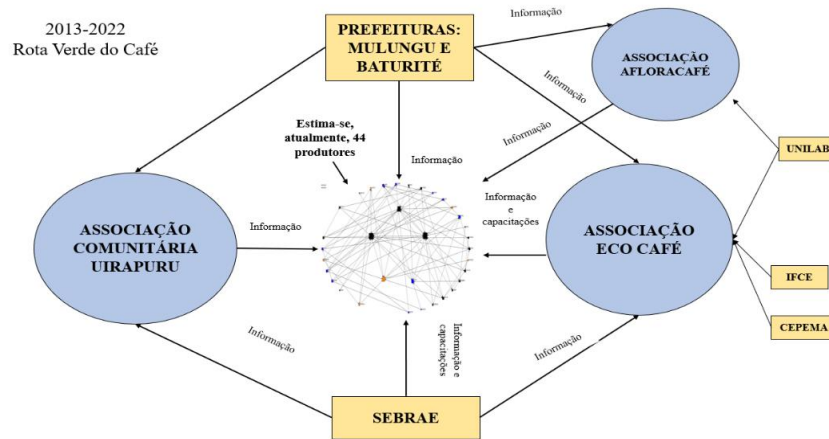 2013-2022
Rota Verde do Café
PREFEITURAS:
MULUNGU E
BATURITÉ
Informação
ASSOCIAÇÃO
AFLORACAFÉ
Informação
Estima-se,
atualmente, 44
produtores
Informação
Informação
UNILAB
ASSOCIAÇÃO
COMUNITÁRIA
UIRAPURU
Informação
Informação
e
capacitações
ASSOCIAÇÃO
ECO CAFÉ
IFCE
CEPEMA
Informação
Informação e
capacitações
Informação
SEBRAE